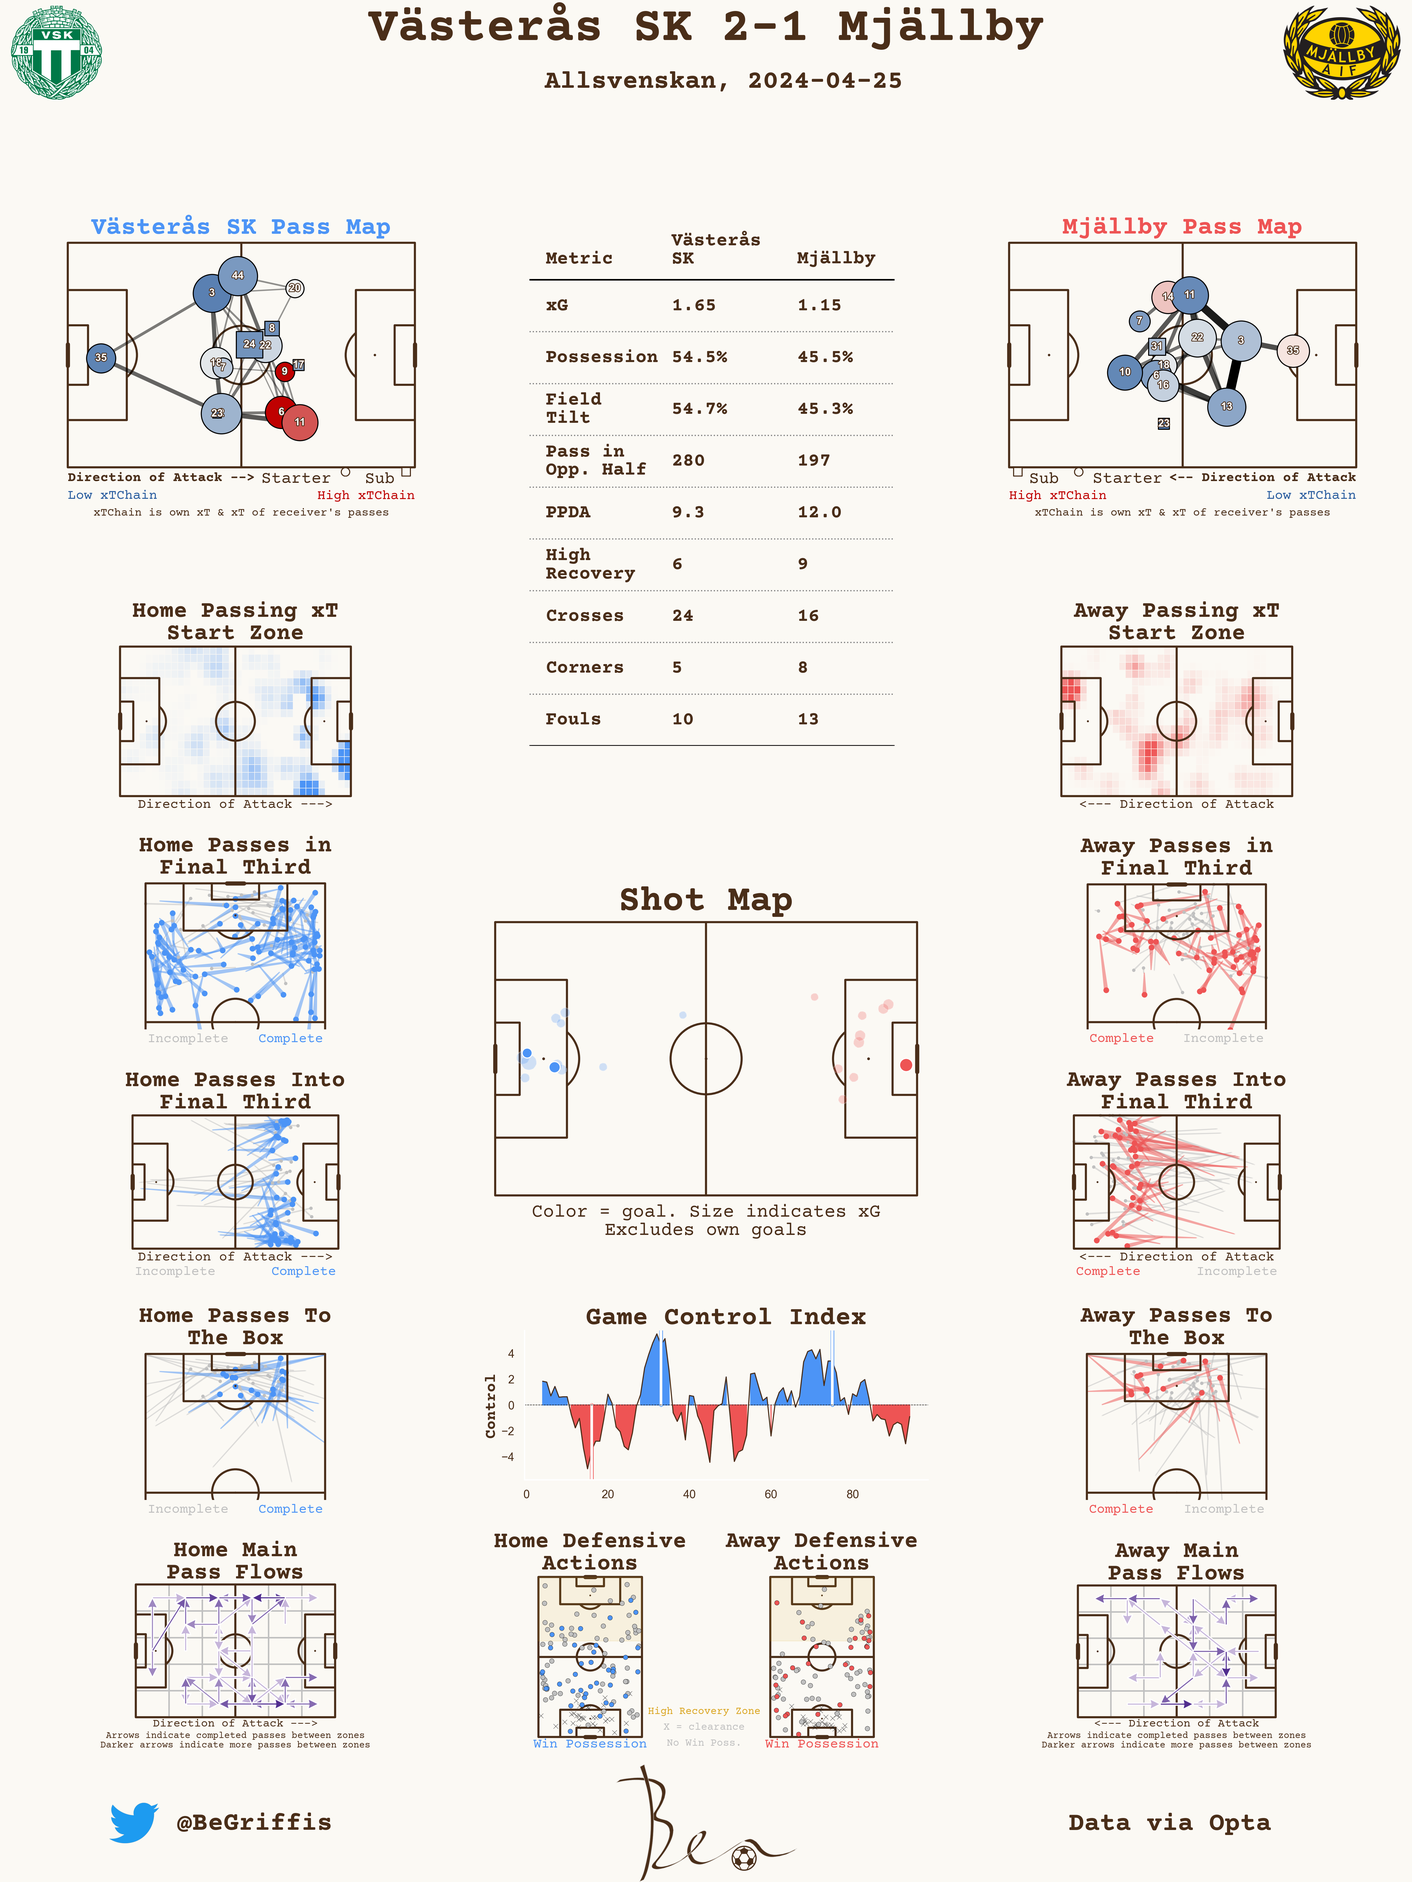 Västerås SK 2-1 Mjällby
Allsvenskan, 2024-04-25
VSK
19 04
MJÄLLBY
AIF
Västerås SK Pass Map
44
3
20
8
24
22
35
18
7
17
9
23
6
11
Direction of Attack --> Starter Sub
Low xTChain High xTChain
xTChain is own xT & xT of receiver's passes
Metric Västerås SK Mjällby
xG 1.65 1.15
Possession 54.5% 45.5%
Field Tilt 54.7% 45.3%
Pass in Opp. Half 280 197
PPDA 9.3 12.0
High Recovery 6 9
Crosses 24 16
Corners 5 8
Fouls 10 13
Mjällby Pass Map
14
11
7
22
3
31
35
18
10
6
16
13
23
Sub Starter <-- Direction of Attack
High xTChain Low xTChain
xTChain is own xT & xT of receiver's passes
Home Passing xT
Start Zone
Direction of Attack --->
Away Passing xT
Start Zone
<--- Direction of Attack
Home Passes in
Final Third
Incomplete Complete
Away Passes in
Final Third
Complete Incomplete
Shot Map
Color = goal. Size indicates xG
Excludes own goals
Home Passes Into
Final Third
Direction of Attack --->
Incomplete Complete
Away Passes Into
Final Third
<--- Direction of Attack
Complete Incomplete
Home Passes To
The Box
Incomplete Complete
Game Control Index
Control
4
2
0
−2
−4
0 20 40 60 80
Away Passes To
The Box
Complete Incomplete
Home Main
Pass Flows
Direction of Attack --->
Arrows indicate completed passes between zones
Darker arrows indicate more passes between zones
Home Defensive
Actions
Win Possession
High Recovery Zone
X = clearance
No Win Poss.
Away Defensive
Actions
Win Possession
Away Main
Pass Flows
<--- Direction of Attack
Arrows indicate completed passes between zones
Darker arrows indicate more passes between zones
@BeGriffis
Ben
Data via Opta